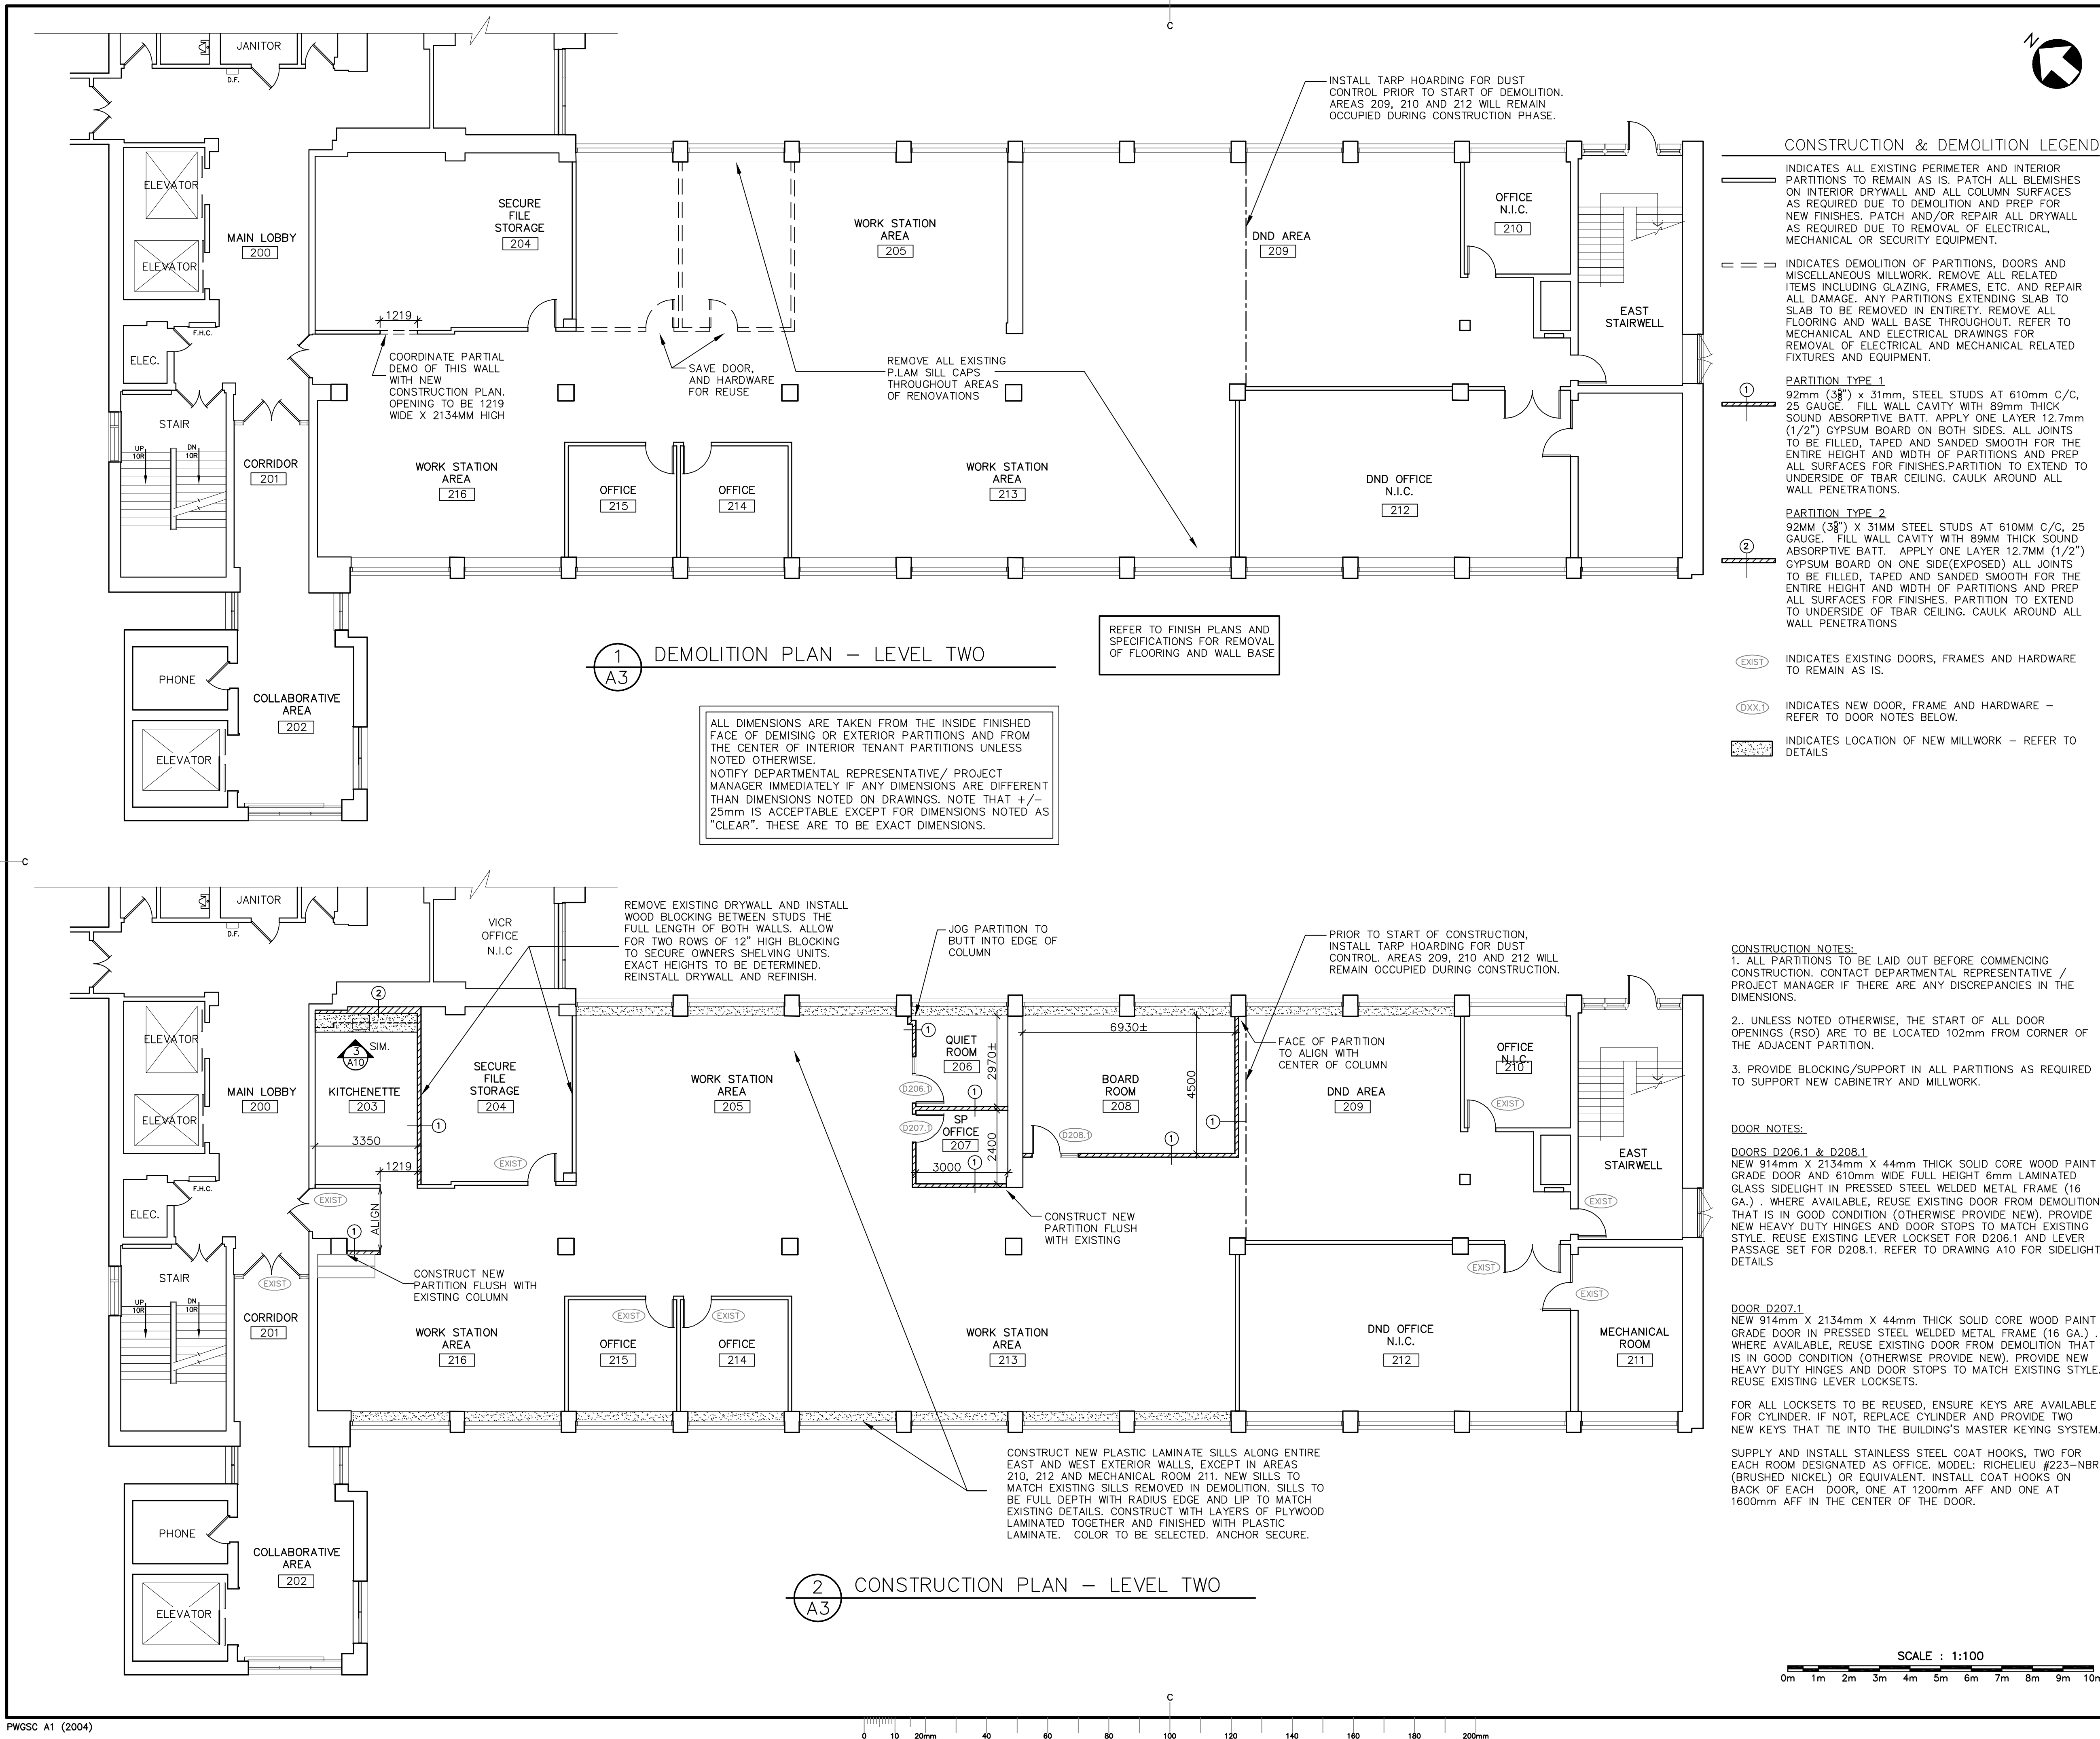 C
N
JANITOR
D.F.
ELEVATOR
ELEVATOR
MAIN LOBBY
200
F.H.C.
ELEC.
STAIR
UP
10R
DN
10R
CORRIDOR
201
PHONE
COLLABORATIVE
AREA
202
ELEVATOR
SECURE
FILE
STORAGE
204
1219
COORDINATE PARTIAL
DEMO OF THIS WALL
WITH NEW
CONSTRUCTION PLAN.
OPENING TO BE 1219
WIDE X 2134MM HIGH
SAVE DOOR,
AND HARDWARE
FOR REUSE
WORK STATION
AREA
205
REMOVE ALL EXISTING
P.LAM SILL CAPS
THROUGHOUT AREAS
OF RENOVATIONS
INSTALL TARP HOARDING FOR DUST
CONTROL PRIOR TO START OF DEMOLITION.
AREAS 209, 210 AND 212 WILL REMAIN
OCCUPIED DURING CONSTRUCTION PHASE.
DND AREA
209
OFFICE
N.I.C.
210
EAST
STAIRWELL
WORK STATION
AREA
216
OFFICE
215
OFFICE
214
WORK STATION
AREA
213
DND OFFICE
N.I.C.
212
1
A3
DEMOLITION PLAN – LEVEL TWO
REFER TO FINISH PLANS AND
SPECIFICATIONS FOR REMOVAL
OF FLOORING AND WALL BASE
ALL DIMENSIONS ARE TAKEN FROM THE INSIDE FINISHED
FACE OF DEMISING OR EXTERIOR PARTITIONS AND FROM
THE CENTER OF INTERIOR TENANT PARTITIONS UNLESS
NOTED OTHERWISE.
NOTIFY DEPARTMENTAL REPRESENTATIVE/ PROJECT
MANAGER IMMEDIATELY IF ANY DIMENSIONS ARE DIFFERENT
THAN DIMENSIONS NOTED ON DRAWINGS. NOTE THAT +/–
25mm IS ACCEPTABLE EXCEPT FOR DIMENSIONS NOTED AS
"CLEAR". THESE ARE TO BE EXACT DIMENSIONS.
CONSTRUCTION & DEMOLITION LEGEND
INDICATES ALL EXISTING PERIMETER AND INTERIOR
PARTITIONS TO REMAIN AS IS. PATCH ALL BLEMISHES
ON INTERIOR DRYWALL AND ALL COLUMN SURFACES
AS REQUIRED DUE TO DEMOLITION AND PREP FOR
NEW FINISHES. PATCH AND/OR REPAIR ALL DRYWALL
AS REQUIRED DUE TO REMOVAL OF ELECTRICAL,
MECHANICAL OR SECURITY EQUIPMENT.
INDICATES DEMOLITION OF PARTITIONS, DOORS AND
MISCELLANEOUS MILLWORK. REMOVE ALL RELATED
ITEMS INCLUDING GLAZING, FRAMES, ETC. AND REPAIR
ALL DAMAGE. ANY PARTITIONS EXTENDING SLAB TO
SLAB TO BE REMOVED IN ENTIRETY. REMOVE ALL
FLOORING AND WALL BASE THROUGHOUT. REFER TO
MECHANICAL AND ELECTRICAL DRAWINGS FOR
REMOVAL OF ELECTRICAL AND MECHANICAL RELATED
FIXTURES AND EQUIPMENT.
1
PARTITION TYPE 1
92mm (3⅝") x 31mm, STEEL STUDS AT 610mm C/C,
25 GAUGE. FILL WALL CAVITY WITH 89mm THICK
SOUND ABSORPTIVE BATT. APPLY ONE LAYER 12.7mm
(1/2") GYPSUM BOARD ON BOTH SIDES. ALL JOINTS
TO BE FILLED, TAPED AND SANDED SMOOTH FOR THE
ENTIRE HEIGHT AND WIDTH OF PARTITIONS AND PREP
ALL SURFACES FOR FINISHES.PARTITION TO EXTEND TO
UNDERSIDE OF TBAR CEILING. CAULK AROUND ALL
WALL PENETRATIONS.
2
PARTITION TYPE 2
92MM (3⅝") X 31MM STEEL STUDS AT 610MM C/C, 25
GAUGE. FILL WALL CAVITY WITH 89MM THICK SOUND
ABSORPTIVE BATT. APPLY ONE LAYER 12.7MM (1/2")
GYPSUM BOARD ON ONE SIDE(EXPOSED) ALL JOINTS
TO BE FILLED, TAPED AND SANDED SMOOTH FOR THE
ENTIRE HEIGHT AND WIDTH OF PARTITIONS AND PREP
ALL SURFACES FOR FINISHES. PARTITION TO EXTEND
TO UNDERSIDE OF TBAR CEILING. CAULK AROUND ALL
WALL PENETRATIONS
EXIST
INDICATES EXISTING DOORS, FRAMES AND HARDWARE
TO REMAIN AS IS.
DXX.1
INDICATES NEW DOOR, FRAME AND HARDWARE –
REFER TO DOOR NOTES BELOW.
INDICATES LOCATION OF NEW MILLWORK – REFER TO
DETAILS
C
JANITOR
D.F.
ELEVATOR
ELEVATOR
MAIN LOBBY
200
F.H.C.
ELEC.
STAIR
UP
10R
DN
10R
EXIST
CORRIDOR
201
PHONE
COLLABORATIVE
AREA
202
ELEVATOR
VICR
OFFICE
N.I.C
REMOVE EXISTING DRYWALL AND INSTALL
WOOD BLOCKING BETWEEN STUDS THE
FULL LENGTH OF BOTH WALLS. ALLOW
FOR TWO ROWS OF 12" HIGH BLOCKING
TO SECURE OWNERS SHELVING UNITS.
EXACT HEIGHTS TO BE DETERMINED.
REINSTALL DRYWALL AND REFINISH.
2
3
A10
SIM.
KITCHENETTE
203
3350
1219
1
SECURE
FILE
STORAGE
204
EXIST
EXIST
ALIGN
1
CONSTRUCT NEW
PARTITION FLUSH WITH
EXISTING COLUMN
WORK STATION
AREA
205
JOG PARTITION TO
BUTT INTO EDGE OF
COLUMN
1
QUIET
ROOM
206
2970±
D206.1
1
D207.1
SP
OFFICE
207
2400
3000
1
CONSTRUCT NEW
PARTITION FLUSH
WITH EXISTING
6930±
BOARD
ROOM
208
4500
D208.1
1
1
PRIOR TO START OF CONSTRUCTION,
INSTALL TARP HOARDING FOR DUST
CONTROL. AREAS 209, 210 AND 212 WILL
REMAIN OCCUPIED DURING CONSTRUCTION.
FACE OF PARTITION
TO ALIGN WITH
CENTER OF COLUMN
DND AREA
209
OFFICE
N.I.C.
210
EXIST
EAST
STAIRWELL
EXIST
WORK STATION
AREA
216
EXIST
OFFICE
215
EXIST
OFFICE
214
WORK STATION
AREA
213
EXIST
DND OFFICE
N.I.C.
212
EXIST
MECHANICAL
ROOM
211
CONSTRUCT NEW PLASTIC LAMINATE SILLS ALONG ENTIRE
EAST AND WEST EXTERIOR WALLS, EXCEPT IN AREAS
210, 212 AND MECHANICAL ROOM 211. NEW SILLS TO
MATCH EXISTING SILLS REMOVED IN DEMOLITION. SILLS TO
BE FULL DEPTH WITH RADIUS EDGE AND LIP TO MATCH
EXISTING DETAILS. CONSTRUCT WITH LAYERS OF PLYWOOD
LAMINATED TOGETHER AND FINISHED WITH PLASTIC
LAMINATE. COLOR TO BE SELECTED. ANCHOR SECURE.
2
A3
CONSTRUCTION PLAN – LEVEL TWO
CONSTRUCTION NOTES:
1. ALL PARTITIONS TO BE LAID OUT BEFORE COMMENCING
CONSTRUCTION. CONTACT DEPARTMENTAL REPRESENTATIVE /
PROJECT MANAGER IF THERE ARE ANY DISCREPANCIES IN THE
DIMENSIONS.
2.. UNLESS NOTED OTHERWISE, THE START OF ALL DOOR
OPENINGS (RSO) ARE TO BE LOCATED 102mm FROM CORNER OF
THE ADJACENT PARTITION.
3. PROVIDE BLOCKING/SUPPORT IN ALL PARTITIONS AS REQUIRED
TO SUPPORT NEW CABINETRY AND MILLWORK.
DOOR NOTES:
DOORS D206.1 & D208.1
NEW 914mm X 2134mm X 44mm THICK SOLID CORE WOOD PAINT
GRADE DOOR AND 610mm WIDE FULL HEIGHT 6mm LAMINATED
GLASS SIDELIGHT IN PRESSED STEEL WELDED METAL FRAME (16
GA.) . WHERE AVAILABLE, REUSE EXISTING DOOR FROM DEMOLITION
THAT IS IN GOOD CONDITION (OTHERWISE PROVIDE NEW). PROVIDE
NEW HEAVY DUTY HINGES AND DOOR STOPS TO MATCH EXISTING
STYLE. REUSE EXISTING LEVER LOCKSET FOR D206.1 AND LEVER
PASSAGE SET FOR D208.1. REFER TO DRAWING A10 FOR SIDELIGHT
DETAILS
DOOR D207.1
NEW 914mm X 2134mm X 44mm THICK SOLID CORE WOOD PAINT
GRADE DOOR IN PRESSED STEEL WELDED METAL FRAME (16 GA.) .
WHERE AVAILABLE, REUSE EXISTING DOOR FROM DEMOLITION THAT
IS IN GOOD CONDITION (OTHERWISE PROVIDE NEW). PROVIDE NEW
HEAVY DUTY HINGES AND DOOR STOPS TO MATCH EXISTING STYLE.
REUSE EXISTING LEVER LOCKSETS.
FOR ALL LOCKSETS TO BE REUSED, ENSURE KEYS ARE AVAILABLE
FOR CYLINDER. IF NOT, REPLACE CYLINDER AND PROVIDE TWO
NEW KEYS THAT TIE INTO THE BUILDING'S MASTER KEYING SYSTEM.
SUPPLY AND INSTALL STAINLESS STEEL COAT HOOKS, TWO FOR
EACH ROOM DESIGNATED AS OFFICE. MODEL: RICHELIEU #223–NBR
(BRUSHED NICKEL) OR EQUIVALENT. INSTALL COAT HOOKS ON
BACK OF EACH DOOR, ONE AT 1200mm AFF AND ONE AT
1600mm AFF IN THE CENTER OF THE DOOR.
SCALE : 1:100
0m 1m 2m 3m 4m 5m 6m 7m 8m 9m 10m
C
PWGSC A1 (2004)
0 10 20mm 40 60 80 100 120 140 160 180 200mm